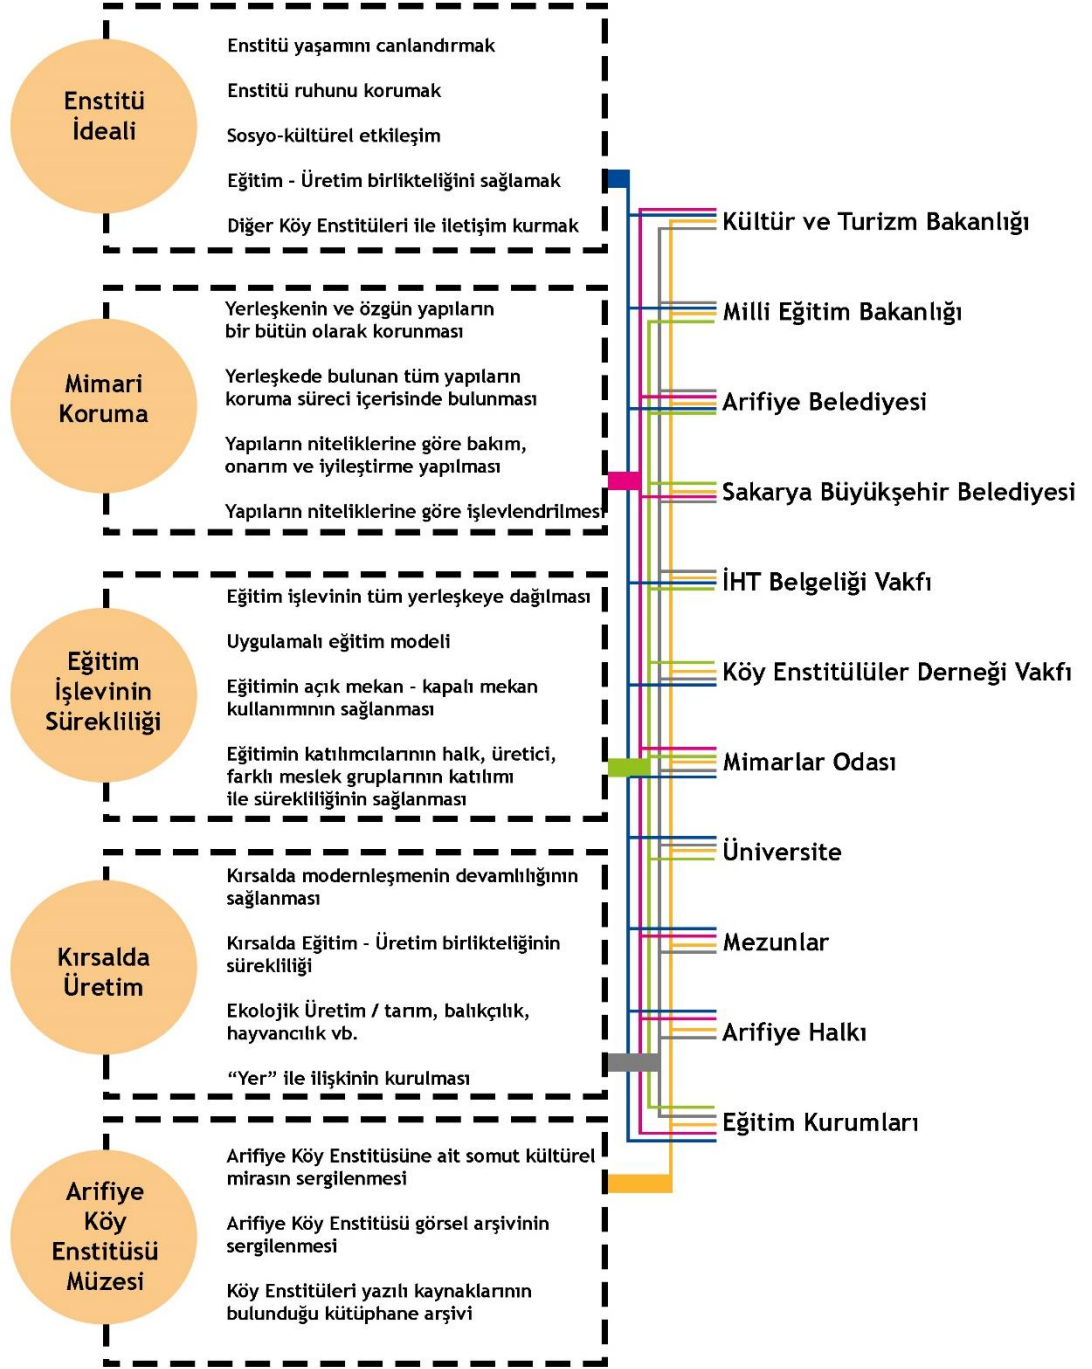 Enstitü
İdeali
Enstitü yaşamını canlandırmak
Enstitü ruhunu korumak
Sosyo-kültürel etkileşim
Eğitim - Üretim birlikteliğini sağlamak
Diğer Köy Enstitüleri ile iletişim kurmak
Mimari
Koruma
Yerleşkenin ve özgün yapıların
bir bütün olarak korunması
Yerleşkede bulunan tüm yapıların
koruma süreci içerisinde bulunması
Yapıların niteliklerine göre bakım,
onarım ve iyileştirme yapılması
Yapıların niteliklerine göre işlevlendrilmesi
Eğitim
İşlevinin
Sürekliliği
Eğitim işlevinin tüm yerleşkeye dağılması
Uygulamalı eğitim modeli
Eğitimin açık mekan - kapalı mekan
kullanımının sağlanması
Eğitimin katılımcılarının halk, üretici,
farklı meslek gruplarının katılımı
ile sürekliliğinin sağlanması
Kırsalda
Üretim
Kırsalda modernleşmenin devamlılığının
sağlanması
Kırsalda Eğitim - Üretim birlikteliğinin
sürekliliği
Ekolojik Üretim / tarım, balıkçılık,
hayvancılık vb.
“Yer” ile ilişkinin kurulması
Arifiye
Köy
Enstitüsü
Müzesi
Arifiye Köy Enstitüsüne ait somut kültürel
mirasın sergilenmesi
Arifiye Köy Enstitüsü görsel arşivinin
sergilenmesi
Köy Enstitüleri yazılı kaynaklarının
bulunduğu kütüphane arşivi
Kültür ve Turizm Bakanlığı
Milli Eğitim Bakanlığı
Arifiye Belediyesi
Sakarya Büyükşehir Belediyesi
İHT Belgeliği Vakfı
Köy Enstitülüler Derneği Vakfı
Mimarlar Odası
Üniversite
Mezunlar
Arifiye Halkı
Eğitim Kurumları